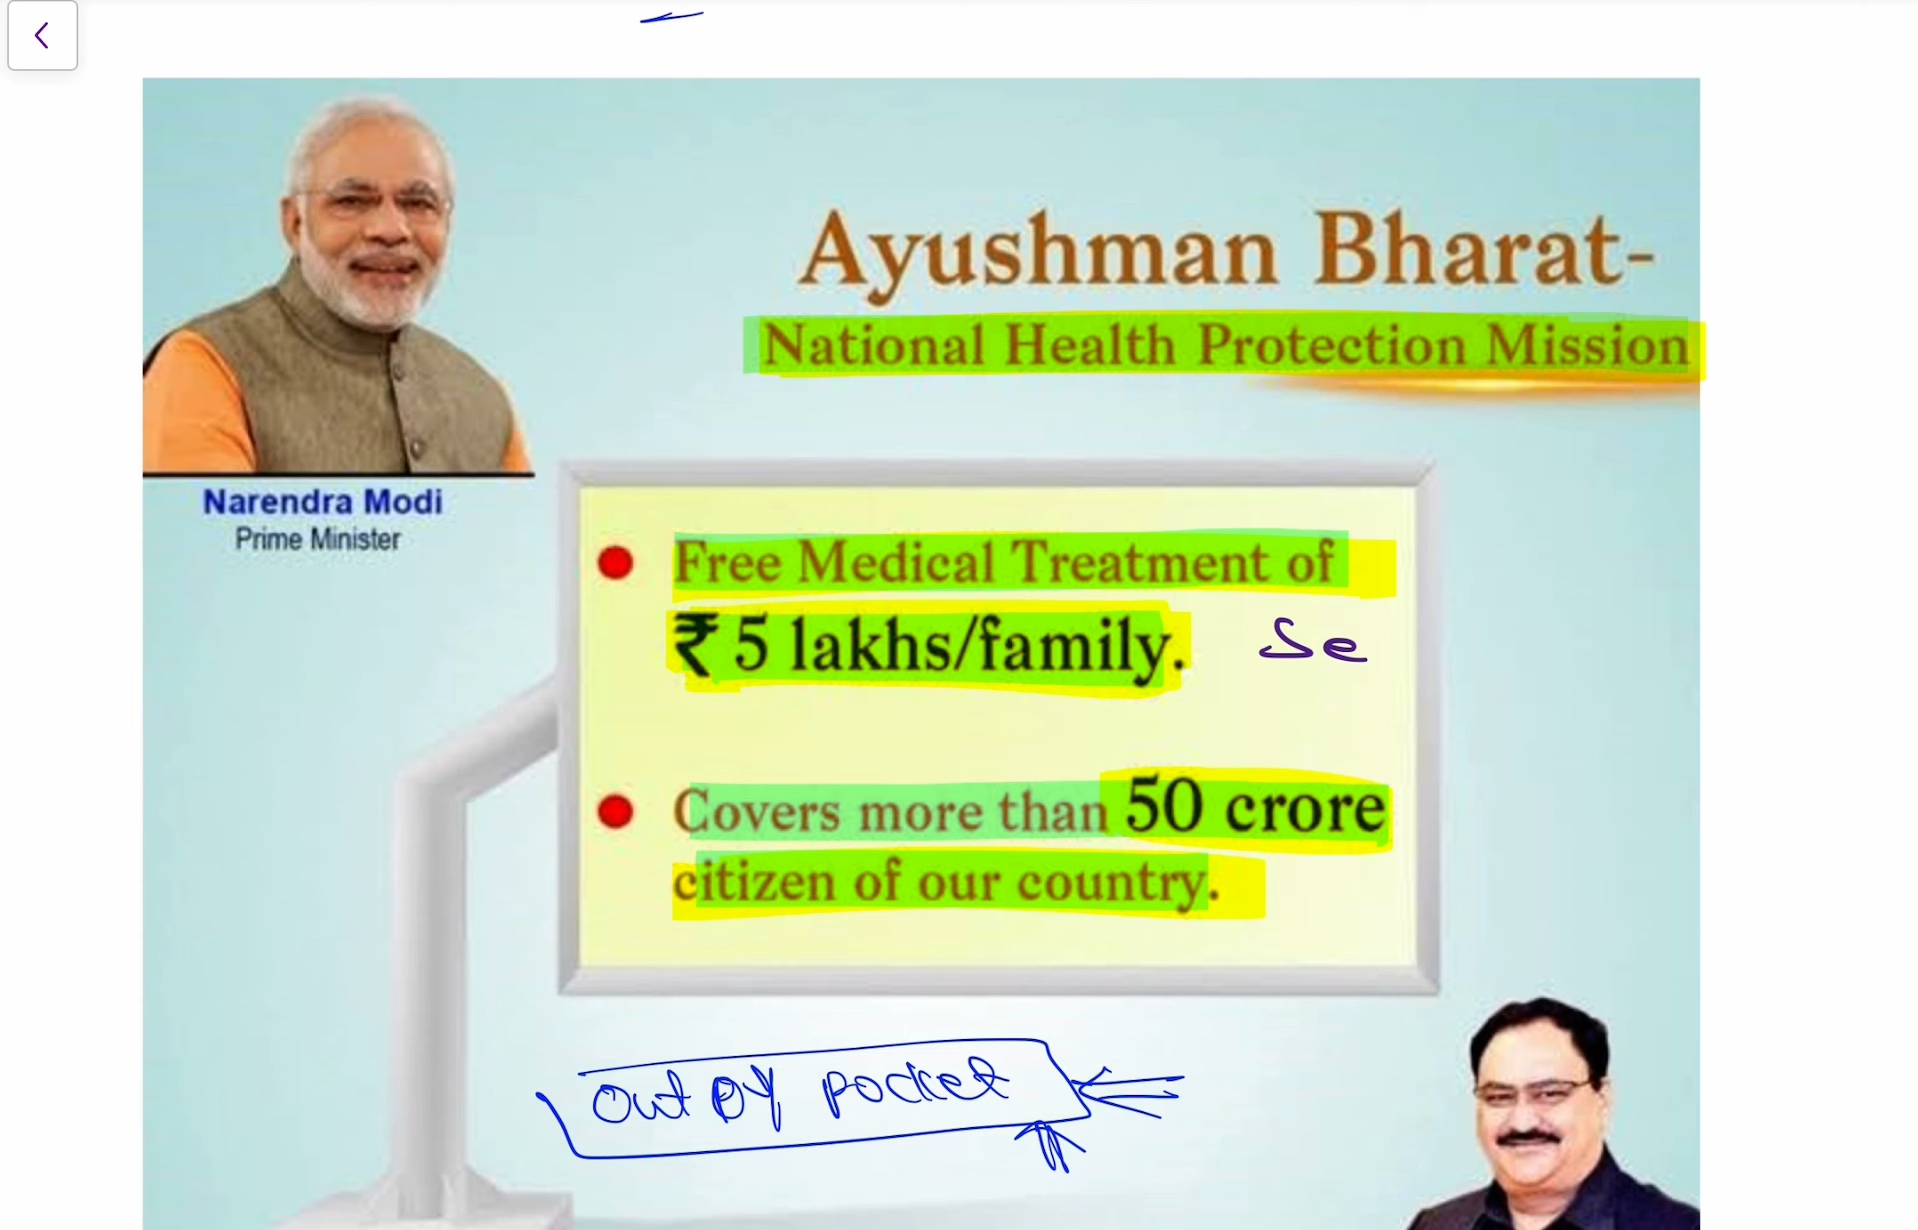 Ayushman Bharat-
National Health Protection Mission
Narendra Modi
Prime Minister
Free Medical Treatment of
₹ 5 lakhs/family.
Se
Covers more than 50 crore
citizen of our country.
Out of pocket